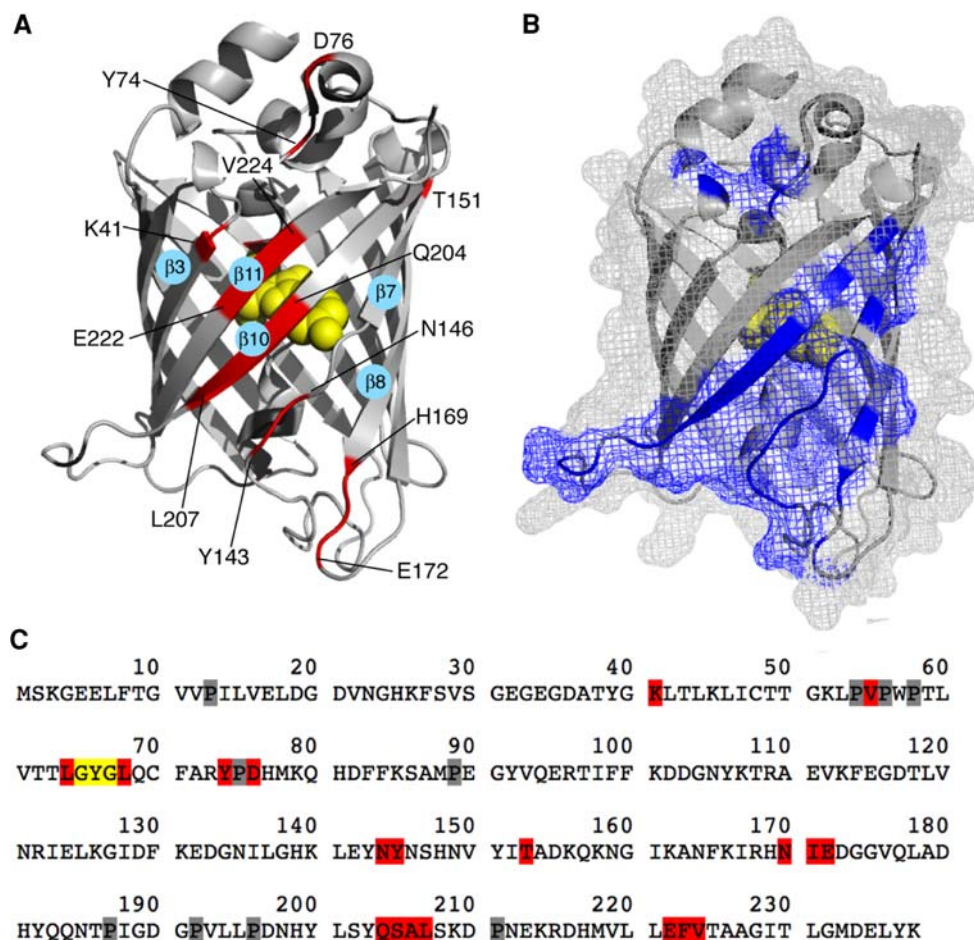 A
B
D76
Y74
V224
T151
K41
β3
β11
Q204
β7
E222
β10
N146
β8
H169
L207
Y143
E172
C
10 20 30 40 50 60
MSKGEELFTG VVPILVELDG DVNGHKFSVS GEGEGDATYG KLTLKLICTT GKLPVPWPTL
70 80 90 100 110 120
VTTLGYGLQC FARYPDHMKQ HDFFKSAMPE GYVQERTIFF KDDGNYKTRA EVKFEGDTLV
130 140 150 160 170 180
NRIELKGIDF KEDGNILGHK LEYNYNSHNV YITADKQKNG IKANFKIRHN IEDGGVQLAD
190 200 210 220 230
HYQQNTPIGD GPVLLPDNHY LSYQSALSKD PNEKRDHMVL LEFVTAAGIT LGMDELYK